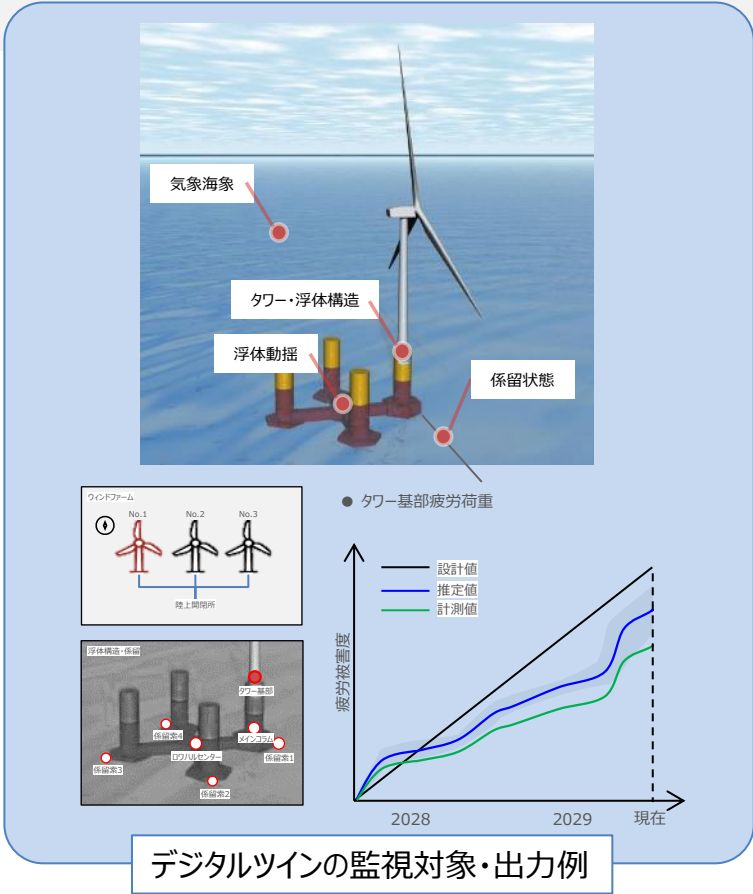 気象海象
タワー・浮体構造
浮体動揺
係留状態
ウィンドファーム
No.1
No.2
No.3
陸上開閉所
浮体構造・係留
タワー基部
係留索4
メインコラム
ロワハルセンター
係留索1
係留索3
係留索2
● タワー基部疲労荷重
設計値
推定値
計測値
疲労被害度
2028
2029
現在
デジタルツインの監視対象・出力例